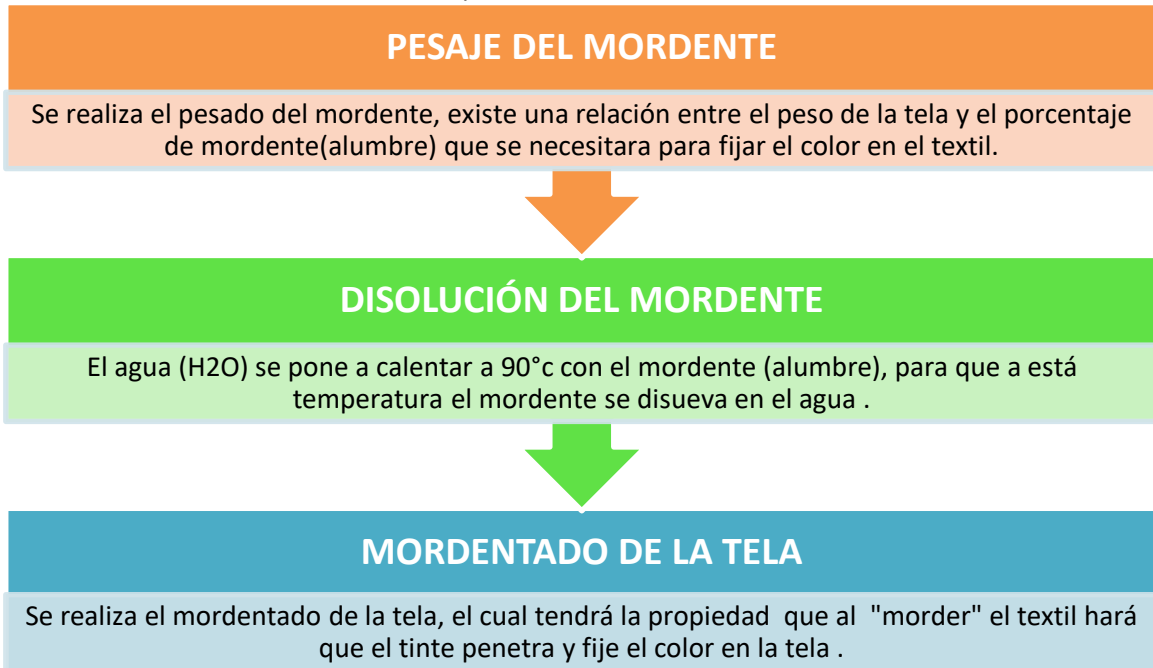 PESAJE DEL MORDENTE
Se realiza el pesado del mordente, existe una relación entre el peso de la tela y el porcentaje
de mordente(alumbre) que se necesitara para fijar el color en el textil.
DISOLUCIÓN DEL MORDENTE
El agua (H2O) se pone a calentar a 90°c con el mordente (alumbre), para que a está
temperatura el mordente se disueva en el agua .
MORDENTADO DE LA TELA
Se realiza el mordentado de la tela, el cual tendrá la propiedad que al "morder" el textil hará
que el tinte penetra y fije el color en la tela .